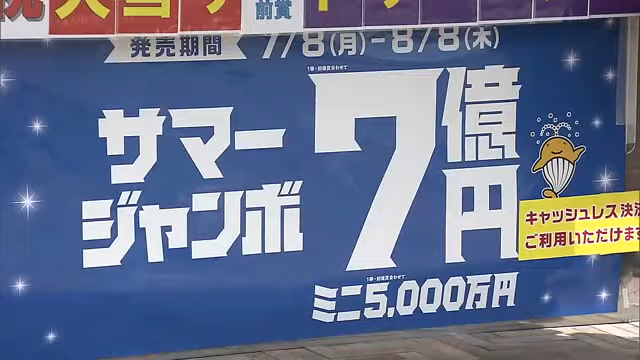 前賞
発売期間 7/8(月)-8/8(木)
サマージャンボ
1等・前後賞合わせて
7億円
1等・前後賞合わせて
ミニ5,000万円
キャッシュレス決済
ご利用いただけます